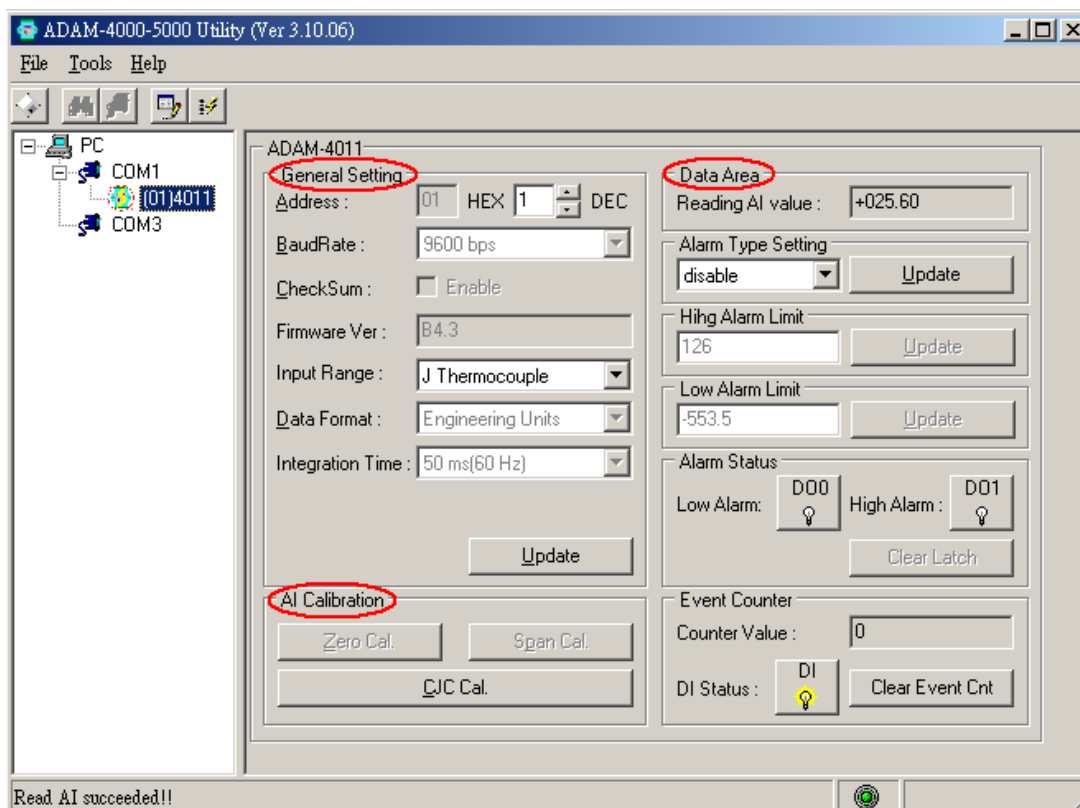 ADAM-4000-5000 Utility (Ver 3.10.06)
File Tools Help
PC
COM1
(01)4011
COM3
ADAM-4011
General Setting
Address : 01 HEX 1 DEC
BaudRate : 9600 bps
CheckSum : Enable
Firmware Ver : B4.3
Input Range : J Thermocouple
Data Format : Engineering Units
Integration Time : 50 ms(60 Hz)
Update
AI Calibration
Zero Cal. Span Cal.
CJC Cal.
Data Area
Reading AI value : +025.60
Alarm Type Setting
disable Update
Hihg Alarm Limit
126 Update
Low Alarm Limit
-553.5 Update
Alarm Status
Low Alarm: DO0 High Alarm : DO1
Clear Latch
Event Counter
Counter Value : 0
DI Status : DI Clear Event Cnt
Read AI succeeded!!